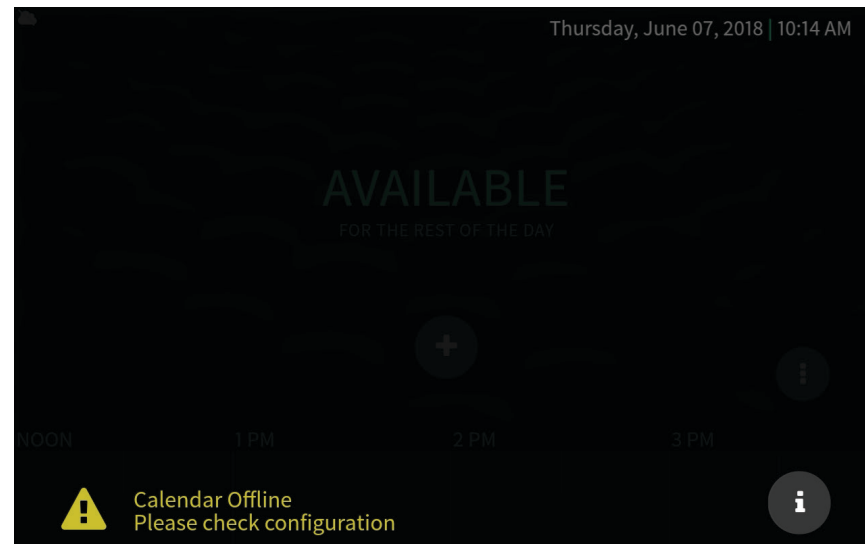 Thursday, June 07, 2018 | 10:14 AM
AVAILABLE
FOR THE REST OF THE DAY
NOON 1 PM 2 PM 3 PM
Calendar Offline
Please check configuration